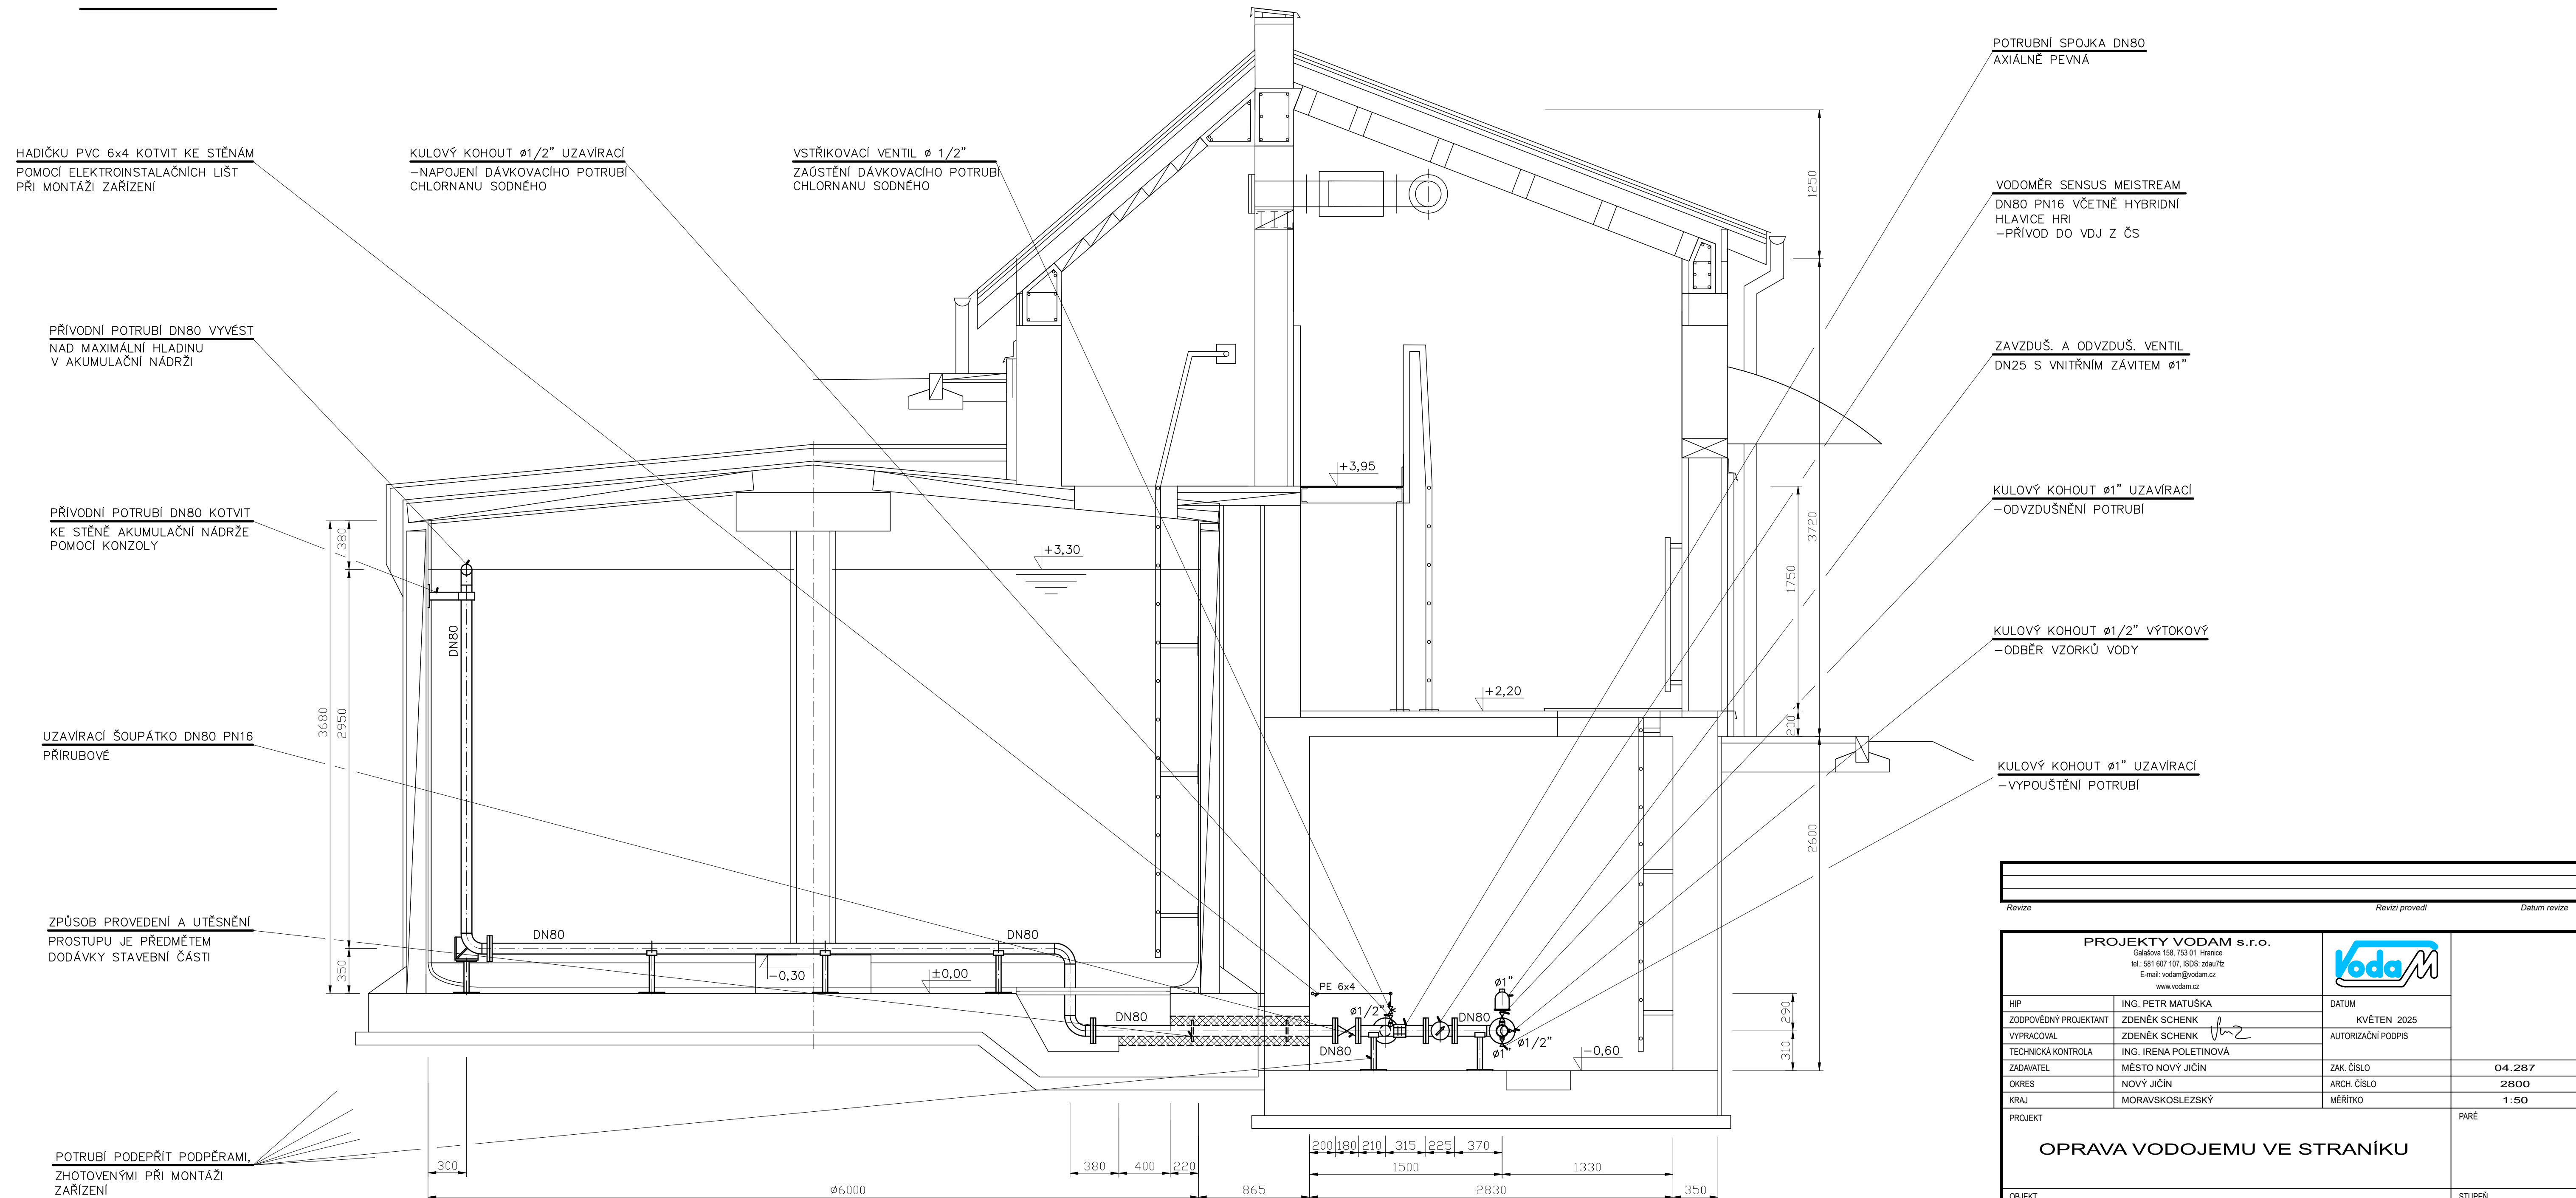 HADIČKU PVC 6x4 KOTVIT KE STĚNÁM
POMOCÍ ELEKTROINSTALAČNÍCH LIŠT
PŘI MONTÁŽI ZAŘÍZENÍ
KULOVÝ KOHOUT ø1/2” UZAVÍRACÍ
-NAPOJENÍ DÁVKOVACÍHO POTRUBÍ
CHLORNANU SODNÉHO
VSTŘIKOVACÍ VENTIL ø 1/2”
ZAÚSTĚNÍ DÁVKOVACÍHO POTRUBÍ
CHLORNANU SODNÉHO
PŘÍVODNÍ POTRUBÍ DN80 VYVÉST
NAD MAXIMÁLNÍ HLADINU
V AKUMULAČNÍ NÁDRŽI
PŘÍVODNÍ POTRUBÍ DN80 KOTVIT
KE STĚNĚ AKUMULAČNÍ NÁDRŽE
POMOCÍ KONZOLY
UZAVÍRACÍ ŠOUPÁTKO DN80 PN16
PŘÍRUBOVÉ
ZPŮSOB PROVEDENÍ A UTĚSNĚNÍ
PROSTUPU JE PŘEDMĚTEM
DODÁVKY STAVEBNÍ ČÁSTI
POTRUBÍ PODEPŘÍT PODPĚRAMI,
ZHOTOVENÝMI PŘI MONTÁŽI
ZAŘÍZENÍ
POTRUBNÍ SPOJKA DN80
AXIÁLNĚ PEVNÁ
VODOMĚR SENSUS MEISTREAM
DN80 PN16 VČETNĚ HYBRIDNÍ
HLAVICE HRI
-PŘÍVOD DO VDJ Z ČS
ZAVZDUŠ. A ODVZDUŠ. VENTIL
DN25 S VNITŘNÍM ZÁVITEM ø1”
KULOVÝ KOHOUT ø1” UZAVÍRACÍ
-ODVZDUŠNĚNÍ POTRUBÍ
KULOVÝ KOHOUT ø1/2” VÝTOKOVÝ
-ODBĚR VZORKŮ VODY
KULOVÝ KOHOUT ø1” UZAVÍRACÍ
-VYPOUŠTĚNÍ POTRUBÍ
1250
3720
1750
200
2600
+3,95
+3,30
+2,20
380
3680
2950
350
DN80
DN80
DN80
-0,30
±0,00
DN80
PE 6x4
ø1/2”
ø1”
DN80
DN80
ø1”
ø1/2”
-0,60
290
310
300
380
400
220
200
180
210
315
225
370
1500
1330
ø6000
865
2830
350
Revize
Revizi provedl
Datum revize
PROJEKTY VODAM s.r.o.
Galašova 158, 753 01 Hranice
tel.: 581 607 107, ISDS: zdau7fz
E-mail: vodam@vodam.cz
www.vodam.cz
VodaM
HIP ING. PETR MATUŠKA DATUM
ZODPOVĚDNÝ PROJEKTANT ZDENĚK SCHENK KVĚTEN 2025
VYPRACOVAL ZDENĚK SCHENK AUTORIZAČNÍ PODPIS
TECHNICKÁ KONTROLA ING. IRENA POLETINOVÁ
ZADAVATEL MĚSTO NOVÝ JIČÍN ZAK. ČÍSLO 04.287
OKRES NOVÝ JIČÍN ARCH. ČÍSLO 2800
KRAJ MORAVSKOSLEZSKÝ MĚŘÍTKO 1:50
PROJEKT
PARÉ
OPRAVA VODOJEMU VE STRANÍKU
OBJEKT
STUPEŇ